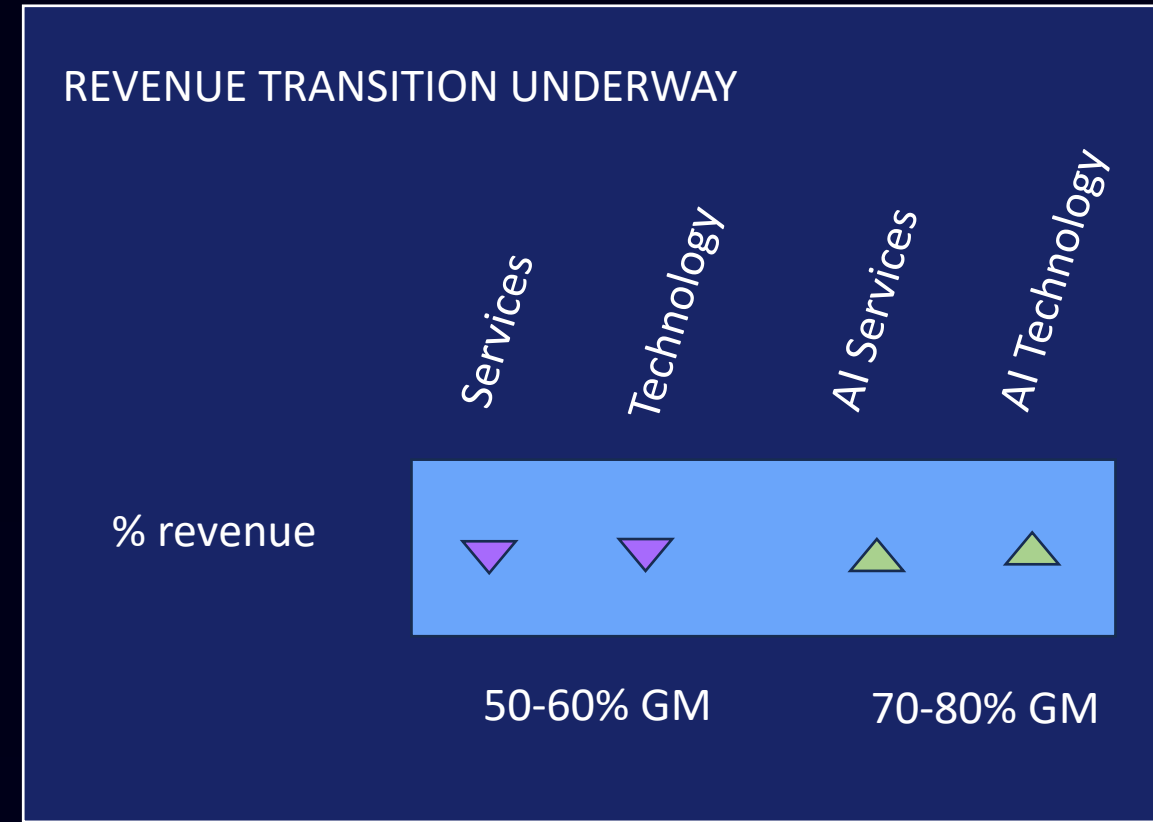 REVENUE TRANSITION UNDERWAY
Services
Technology
AI Services
AI Technology
% revenue
50-60% GM
70-80% GM